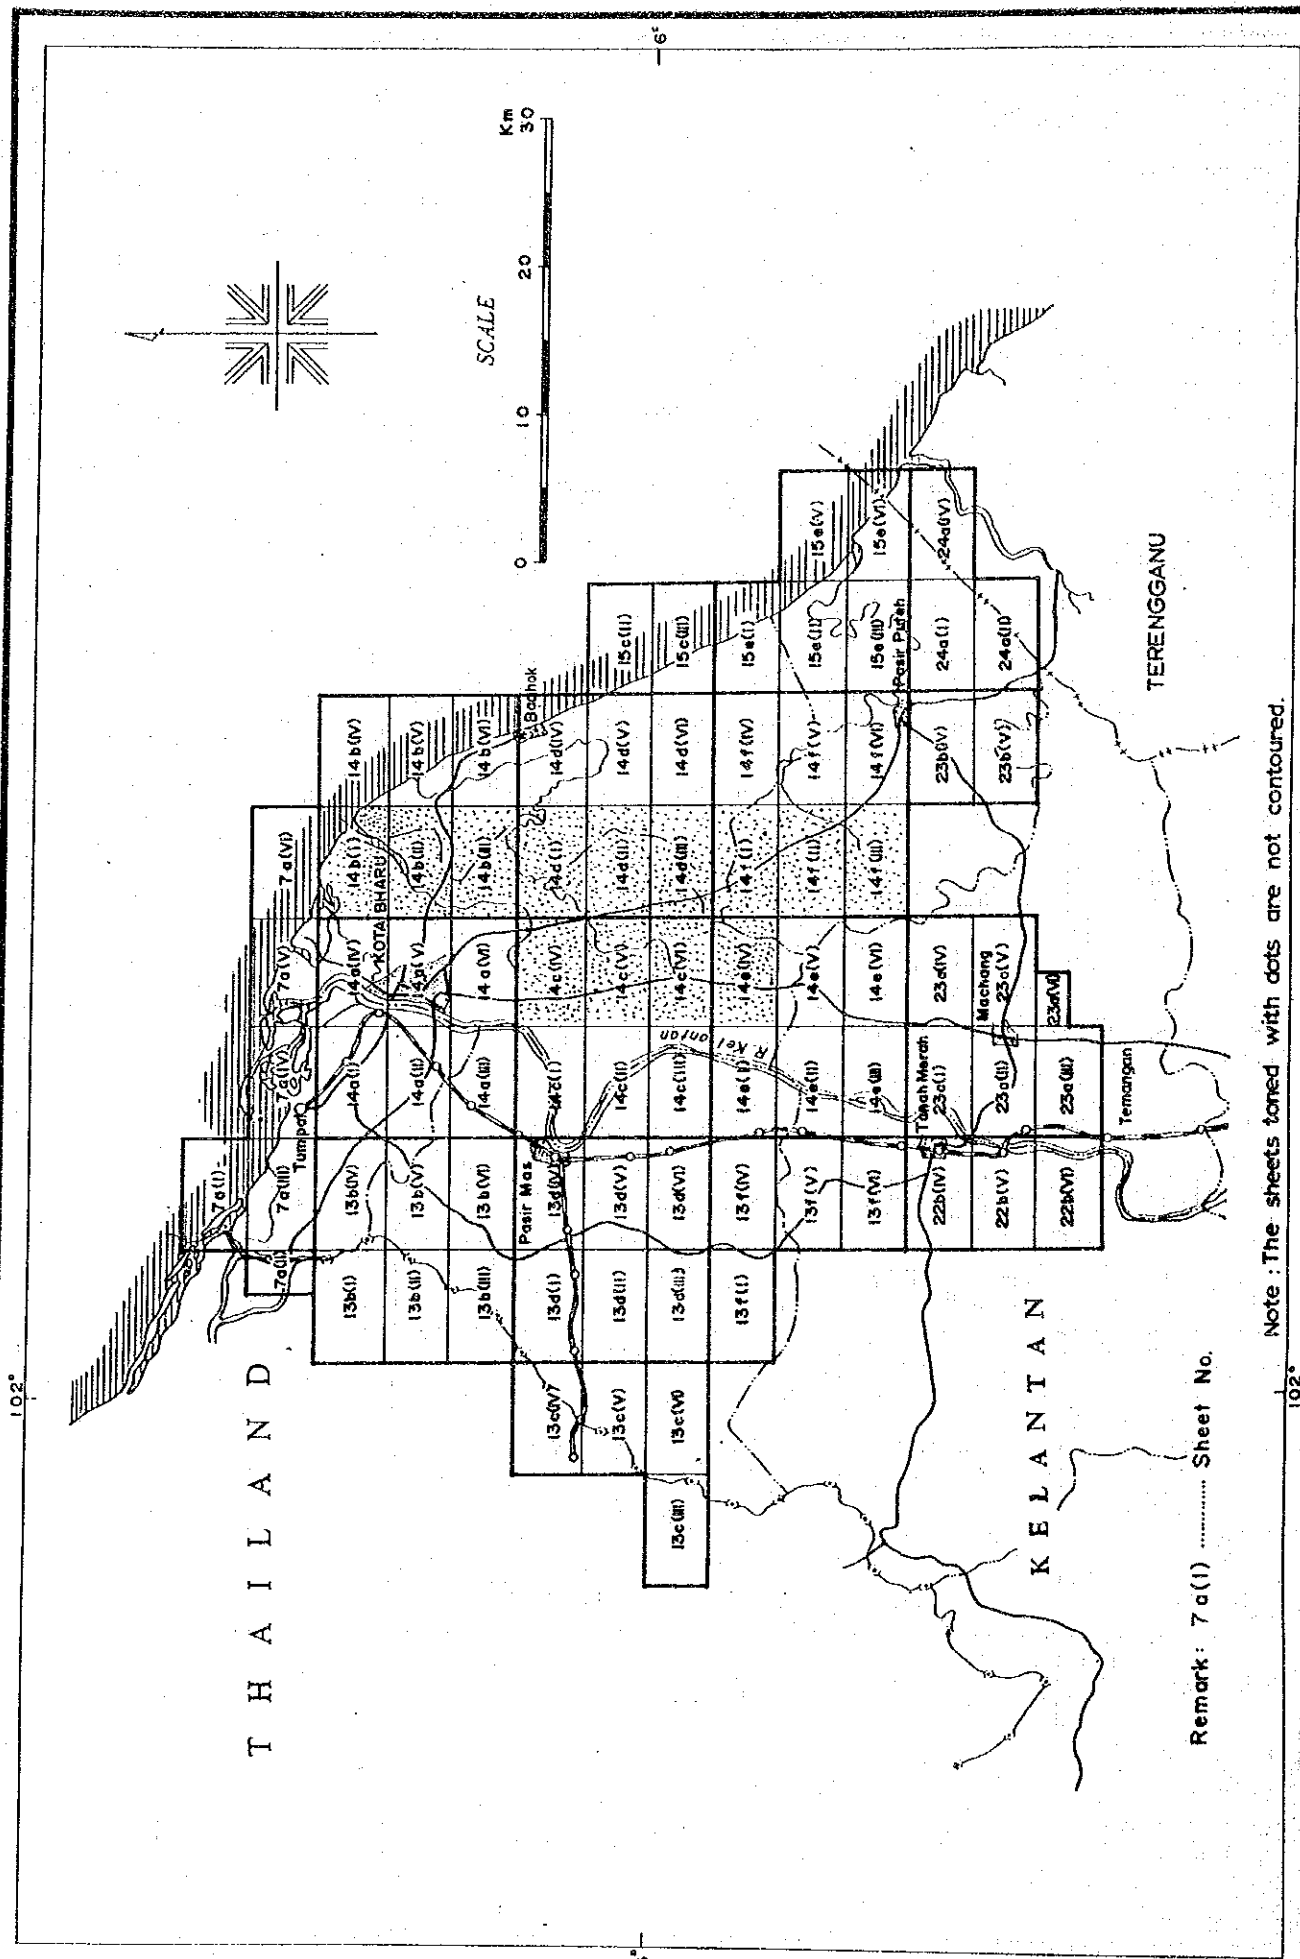 102°
6°
THAILAND
SCALE
0 10 20 30
Km
7a(I)
7a(II)
7a(III)
7a(IV)
7a(V)
7a(VI)
Tumpat
13b(I)
13b(IV)
14a(I)
14a(IV)
14b(I)
14b(IV)
KOTA BHARU
13b(II)
13b(V)
14a(II)
14a(V)
14b(II)
14b(V)
13b(III)
13b(VI)
14a(III)
14a(VI)
14b(III)
14b(VI)
Pasir Mas
Bachok
13c(IV)
13d(I)
13d(IV)
14c(I)
14c(IV)
14d(I)
14d(IV)
13c(V)
13d(II)
13d(V)
14c(II)
14c(V)
14d(II)
14d(V)
15c(II)
13c(III)
13c(VI)
13d(III)
13d(VI)
14c(III)
14c(VI)
14d(III)
14d(VI)
15c(III)
R. Kelantan
13f(I)
13f(IV)
14e(I)
14e(IV)
14f(I)
14f(IV)
15e(I)
13f(V)
14e(II)
14e(V)
14f(II)
14f(V)
15e(II)
15e(V)
13f(VI)
14e(III)
14e(VI)
14f(III)
14f(VI)
15e(III)
15e(VI)
Pasir Puteh
Tanah Merah
22b(IV)
23a(I)
23a(IV)
23b(IV)
24a(I)
24a(IV)
Machang
22b(V)
23a(II)
23a(V)
23b(V)
24a(II)
22b(VI)
23a(III)
23a(VI)
Temangan
KELANTAN
TERENGGANU
Remark: 7a(I) ............ Sheet No.
Note : The sheets toned with dots are not contoured.
102°